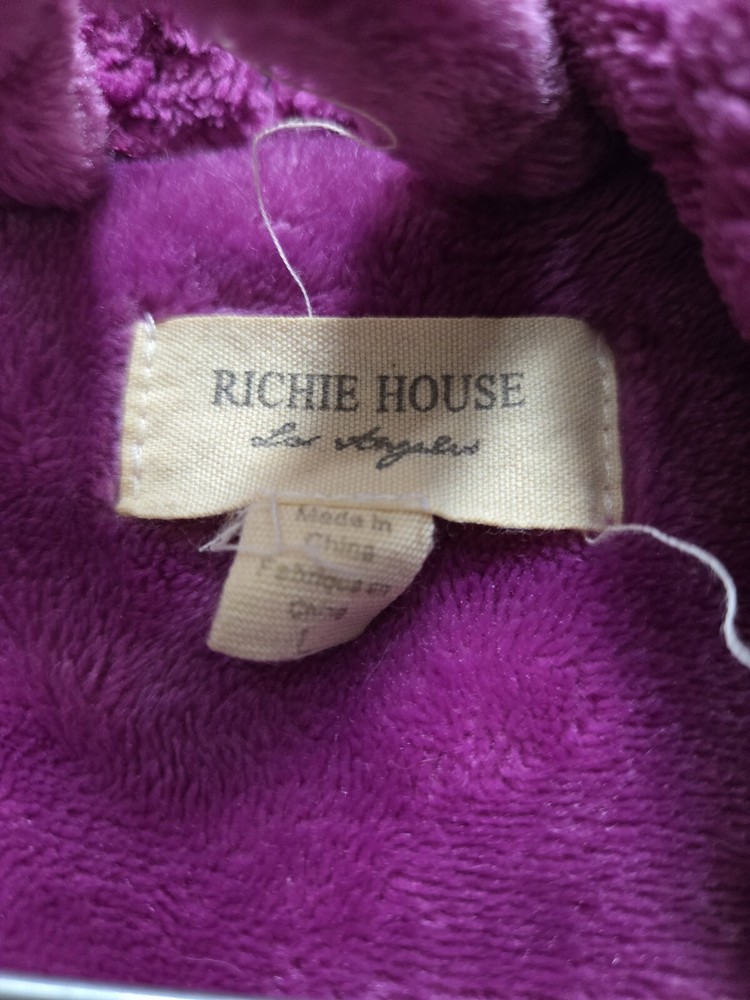 RICHIE HOUSE
Los Angeles
Made in
China
Fabriqué en
Chine